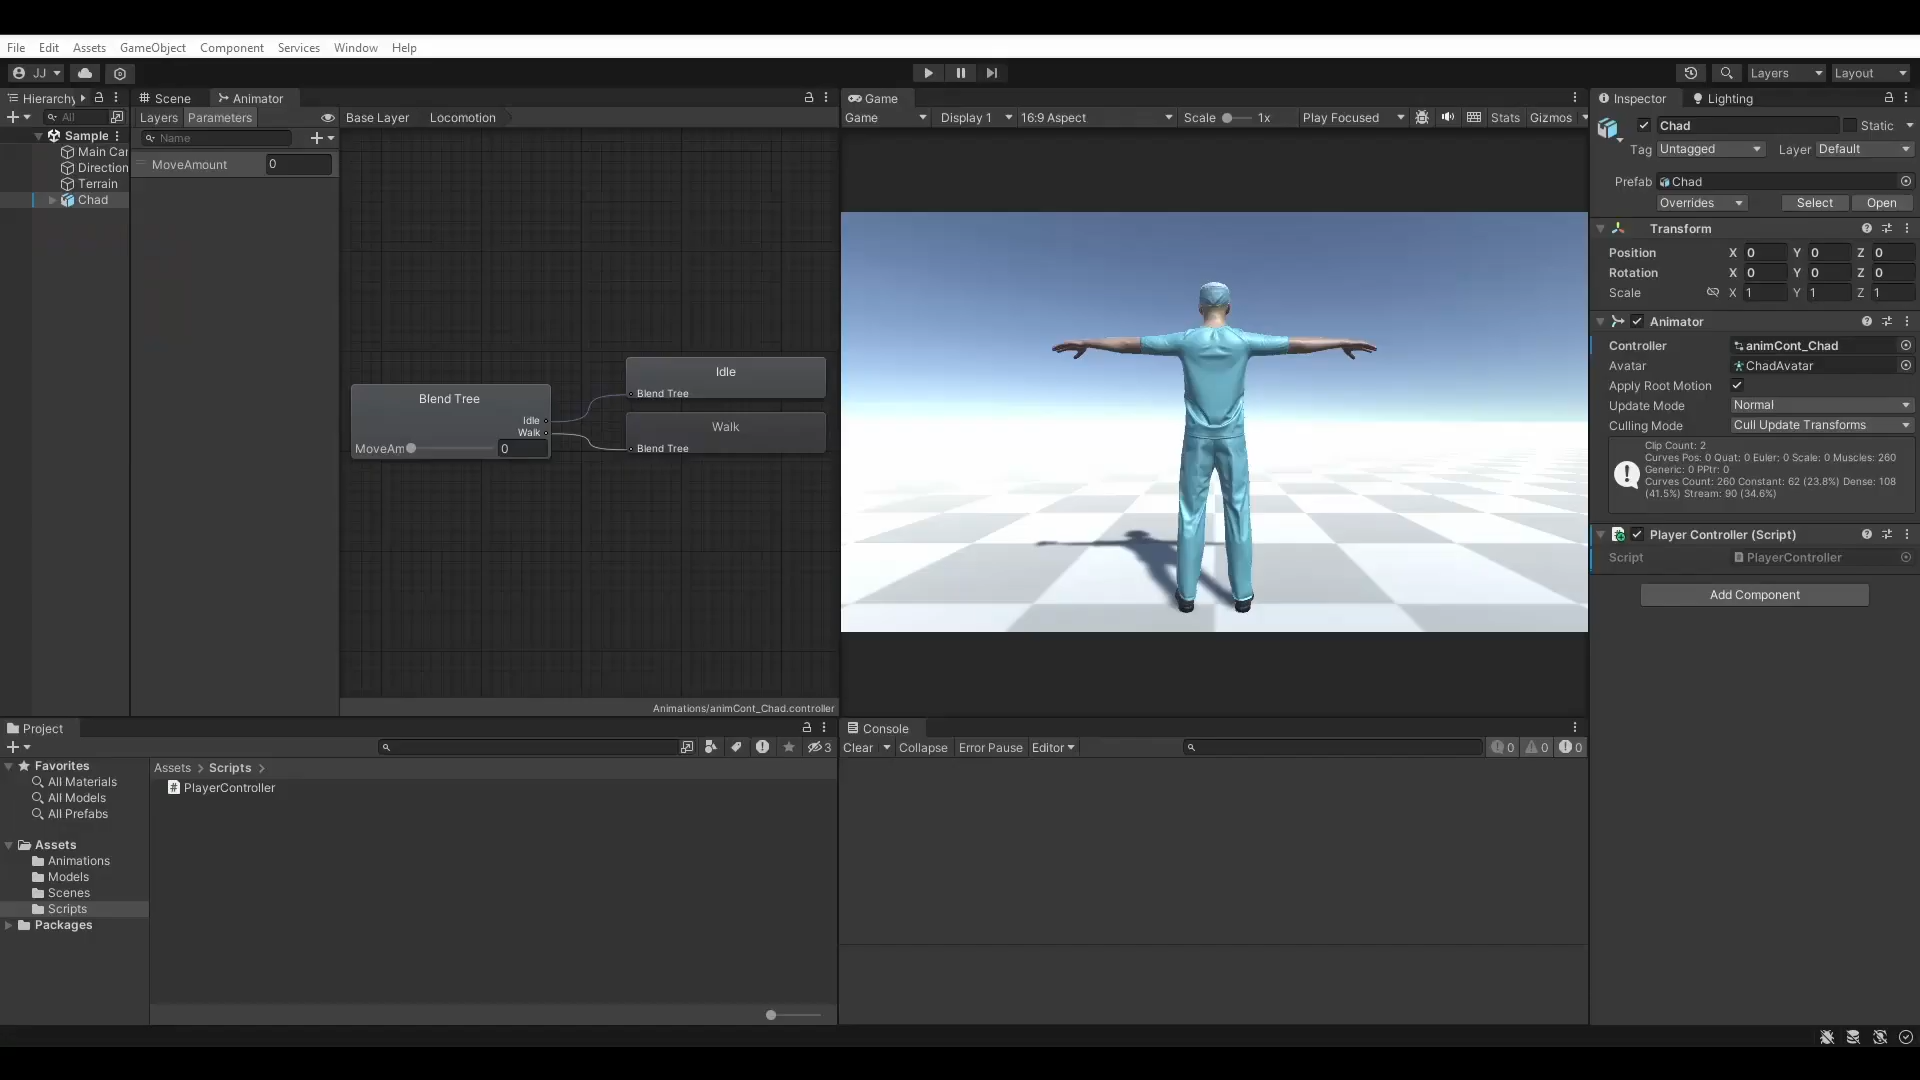 File Edit Assets GameObject Component Services Window Help
JJ
Layers Layout
Hierarchy
All
Sample
Main Car
Direction
Terrain
Chad
Scene Animator
Layers Parameters
Base Layer Locomotion
Name
MoveAmount 0
Blend Tree
Idle
Walk
MoveAm 0
Idle
Blend Tree
Walk
Blend Tree
Animations/animCont_Chad.controller
Game
Game Display 1 16:9 Aspect Scale 1x Play Focused Stats Gizmos
Inspector Lighting
Chad Static
Tag Untagged Layer Default
Prefab Chad
Overrides Select Open
Transform
Position X 0 Y 0 Z 0
Rotation X 0 Y 0 Z 0
Scale X 1 Y 1 Z 1
Animator
Controller animCont_Chad
Avatar ChadAvatar
Apply Root Motion
Update Mode Normal
Culling Mode Cull Update Transforms
Clip Count: 2
Curves Pos: 0 Quat: 0 Euler: 0 Scale: 0 Muscles: 260
Generic: 0 PPtr: 0
Curves Count: 260 Constant: 62 (23.8%) Dense: 108
(41.5%) Stream: 90 (34.6%)
Player Controller (Script)
Script PlayerController
Add Component
Project
3
Favorites
All Materials
All Models
All Prefabs
Assets
Animations
Models
Scenes
Scripts
Packages
Assets > Scripts >
PlayerController
Console
Clear Collapse Error Pause Editor
0 0 0